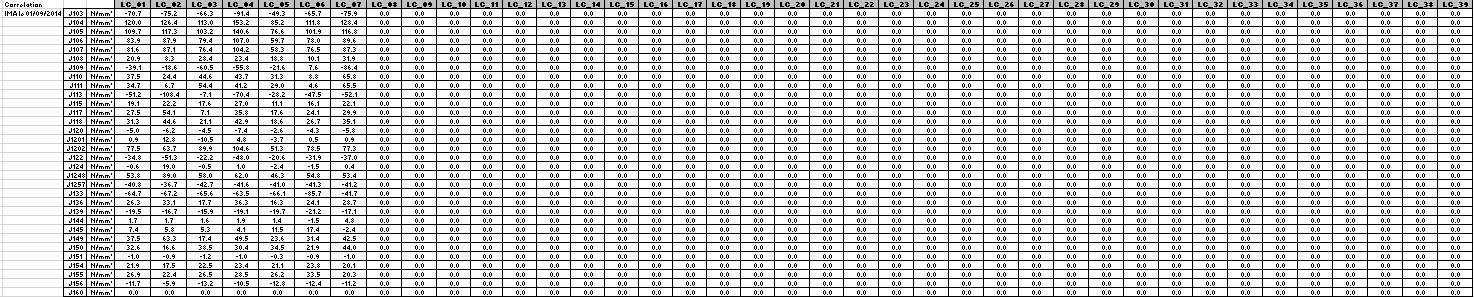 Correlation LC_01 LC_02 LC_03 LC_04 LC_05 LC_06 LC_07 LC_08 LC_09 LC_10 LC_11 LC_12 LC_13 LC_14 LC_15 LC_16 LC_17 LC_18 LC_19 LC_20 LC_21 LC_22 LC_23 LC_24 LC_25 LC_26 LC_27 LC_28 LC_29 LC_30 LC_31 LC_32 LC_33 LC_34 LC_35 LC_36 LC_37 LC_38 LC_39
IMA le 01/09/2014 J103 N/mm² -70.7 -75.2 -66.3 -91.4 -49.3 -65.7 -75.9 0.0 0.0 0.0 0.0 0.0 0.0 0.0 0.0 0.0 0.0 0.0 0.0 0.0 0.0 0.0 0.0 0.0 0.0 0.0 0.0 0.0 0.0 0.0 0.0 0.0 0.0 0.0 0.0 0.0 0.0 0.0 0.0
J104 N/mm² 120.0 126.4 113.0 153.2 85.2 111.8 128.4 0.0 0.0 0.0 0.0 0.0 0.0 0.0 0.0 0.0 0.0 0.0 0.0 0.0 0.0 0.0 0.0 0.0 0.0 0.0 0.0 0.0 0.0 0.0 0.0 0.0 0.0 0.0 0.0 0.0 0.0 0.0 0.0
J105 N/mm² 109.7 117.3 103.2 140.6 76.6 101.9 116.8 0.0 0.0 0.0 0.0 0.0 0.0 0.0 0.0 0.0 0.0 0.0 0.0 0.0 0.0 0.0 0.0 0.0 0.0 0.0 0.0 0.0 0.0 0.0 0.0 0.0 0.0 0.0 0.0 0.0 0.0 0.0 0.0
J106 N/mm² 83.9 87.9 79.4 107.0 59.7 78.0 89.6 0.0 0.0 0.0 0.0 0.0 0.0 0.0 0.0 0.0 0.0 0.0 0.0 0.0 0.0 0.0 0.0 0.0 0.0 0.0 0.0 0.0 0.0 0.0 0.0 0.0 0.0 0.0 0.0 0.0 0.0 0.0 0.0
J107 N/mm² 81.6 87.1 76.4 104.2 58.3 76.5 87.3 0.0 0.0 0.0 0.0 0.0 0.0 0.0 0.0 0.0 0.0 0.0 0.0 0.0 0.0 0.0 0.0 0.0 0.0 0.0 0.0 0.0 0.0 0.0 0.0 0.0 0.0 0.0 0.0 0.0 0.0 0.0 0.0
J108 N/mm² 20.9 8.3 28.4 23.4 18.8 10.1 31.9 0.0 0.0 0.0 0.0 0.0 0.0 0.0 0.0 0.0 0.0 0.0 0.0 0.0 0.0 0.0 0.0 0.0 0.0 0.0 0.0 0.0 0.0 0.0 0.0 0.0 0.0 0.0 0.0 0.0 0.0 0.0 0.0
J109 N/mm² -39.1 -18.6 -60.5 -55.8 -21.6 7.6 -86.4 0.0 0.0 0.0 0.0 0.0 0.0 0.0 0.0 0.0 0.0 0.0 0.0 0.0 0.0 0.0 0.0 0.0 0.0 0.0 0.0 0.0 0.0 0.0 0.0 0.0 0.0 0.0 0.0 0.0 0.0 0.0 0.0
J110 N/mm² 37.5 24.4 44.6 43.7 31.3 8.8 65.8 0.0 0.0 0.0 0.0 0.0 0.0 0.0 0.0 0.0 0.0 0.0 0.0 0.0 0.0 0.0 0.0 0.0 0.0 0.0 0.0 0.0 0.0 0.0 0.0 0.0 0.0 0.0 0.0 0.0 0.0 0.0 0.0
J111 N/mm² 34.7 6.7 54.4 41.2 29.0 4.6 65.5 0.0 0.0 0.0 0.0 0.0 0.0 0.0 0.0 0.0 0.0 0.0 0.0 0.0 0.0 0.0 0.0 0.0 0.0 0.0 0.0 0.0 0.0 0.0 0.0 0.0 0.0 0.0 0.0 0.0 0.0 0.0 0.0
J113 N/mm² -51.2 -108.4 -7.1 -70.4 -28.2 -47.5 -52.1 0.0 0.0 0.0 0.0 0.0 0.0 0.0 0.0 0.0 0.0 0.0 0.0 0.0 0.0 0.0 0.0 0.0 0.0 0.0 0.0 0.0 0.0 0.0 0.0 0.0 0.0 0.0 0.0 0.0 0.0 0.0 0.0
J115 N/mm² 19.1 22.2 17.6 27.0 11.1 16.1 22.1 0.0 0.0 0.0 0.0 0.0 0.0 0.0 0.0 0.0 0.0 0.0 0.0 0.0 0.0 0.0 0.0 0.0 0.0 0.0 0.0 0.0 0.0 0.0 0.0 0.0 0.0 0.0 0.0 0.0 0.0 0.0 0.0
J117 N/mm² 27.5 54.1 7.1 35.8 17.6 24.1 29.9 0.0 0.0 0.0 0.0 0.0 0.0 0.0 0.0 0.0 0.0 0.0 0.0 0.0 0.0 0.0 0.0 0.0 0.0 0.0 0.0 0.0 0.0 0.0 0.0 0.0 0.0 0.0 0.0 0.0 0.0 0.0 0.0
J118 N/mm² 31.3 44.6 21.1 42.9 18.6 26.7 35.1 0.0 0.0 0.0 0.0 0.0 0.0 0.0 0.0 0.0 0.0 0.0 0.0 0.0 0.0 0.0 0.0 0.0 0.0 0.0 0.0 0.0 0.0 0.0 0.0 0.0 0.0 0.0 0.0 0.0 0.0 0.0 0.0
J120 N/mm² -5.0 -6.2 -4.5 -7.4 -2.6 -4.3 -5.8 0.0 0.0 0.0 0.0 0.0 0.0 0.0 0.0 0.0 0.0 0.0 0.0 0.0 0.0 0.0 0.0 0.0 0.0 0.0 0.0 0.0 0.0 0.0 0.0 0.0 0.0 0.0 0.0 0.0 0.0 0.0 0.0
J1201 N/mm² 0.9 12.8 -10.5 4.8 -3.7 0.5 0.9 0.0 0.0 0.0 0.0 0.0 0.0 0.0 0.0 0.0 0.0 0.0 0.0 0.0 0.0 0.0 0.0 0.0 0.0 0.0 0.0 0.0 0.0 0.0 0.0 0.0 0.0 0.0 0.0 0.0 0.0 0.0 0.0
J1202 N/mm² 77.5 63.7 89.9 104.6 51.3 78.5 77.3 0.0 0.0 0.0 0.0 0.0 0.0 0.0 0.0 0.0 0.0 0.0 0.0 0.0 0.0 0.0 0.0 0.0 0.0 0.0 0.0 0.0 0.0 0.0 0.0 0.0 0.0 0.0 0.0 0.0 0.0 0.0 0.0
J122 N/mm² -34.8 -51.3 -22.2 -48.0 -20.6 -31.9 -37.0 0.0 0.0 0.0 0.0 0.0 0.0 0.0 0.0 0.0 0.0 0.0 0.0 0.0 0.0 0.0 0.0 0.0 0.0 0.0 0.0 0.0 0.0 0.0 0.0 0.0 0.0 0.0 0.0 0.0 0.0 0.0 0.0
J124 N/mm² -0.6 19.0 -0.5 1.0 -2.4 -1.5 0.4 0.0 0.0 0.0 0.0 0.0 0.0 0.0 0.0 0.0 0.0 0.0 0.0 0.0 0.0 0.0 0.0 0.0 0.0 0.0 0.0 0.0 0.0 0.0 0.0 0.0 0.0 0.0 0.0 0.0 0.0 0.0 0.0
J1248 N/mm² 53.8 89.0 58.0 62.0 46.3 54.8 53.4 0.0 0.0 0.0 0.0 0.0 0.0 0.0 0.0 0.0 0.0 0.0 0.0 0.0 0.0 0.0 0.0 0.0 0.0 0.0 0.0 0.0 0.0 0.0 0.0 0.0 0.0 0.0 0.0 0.0 0.0 0.0 0.0
J1257 N/mm² -40.8 -36.7 -42.7 -41.6 -41.0 -41.3 -41.2 0.0 0.0 0.0 0.0 0.0 0.0 0.0 0.0 0.0 0.0 0.0 0.0 0.0 0.0 0.0 0.0 0.0 0.0 0.0 0.0 0.0 0.0 0.0 0.0 0.0 0.0 0.0 0.0 0.0 0.0 0.0 0.0
J133 N/mm² -64.7 -67.2 -65.6 -63.5 -66.1 -85.7 -41.7 0.0 0.0 0.0 0.0 0.0 0.0 0.0 0.0 0.0 0.0 0.0 0.0 0.0 0.0 0.0 0.0 0.0 0.0 0.0 0.0 0.0 0.0 0.0 0.0 0.0 0.0 0.0 0.0 0.0 0.0 0.0 0.0
J136 N/mm² 26.3 33.1 17.7 36.3 16.3 24.1 28.7 0.0 0.0 0.0 0.0 0.0 0.0 0.0 0.0 0.0 0.0 0.0 0.0 0.0 0.0 0.0 0.0 0.0 0.0 0.0 0.0 0.0 0.0 0.0 0.0 0.0 0.0 0.0 0.0 0.0 0.0 0.0 0.0
J139 N/mm² -19.5 -16.7 -15.9 -19.1 -19.7 -21.2 -17.1 0.0 0.0 0.0 0.0 0.0 0.0 0.0 0.0 0.0 0.0 0.0 0.0 0.0 0.0 0.0 0.0 0.0 0.0 0.0 0.0 0.0 0.0 0.0 0.0 0.0 0.0 0.0 0.0 0.0 0.0 0.0 0.0
J144 N/mm² 1.7 1.7 1.6 1.9 1.4 -1.5 4.8 0.0 0.0 0.0 0.0 0.0 0.0 0.0 0.0 0.0 0.0 0.0 0.0 0.0 0.0 0.0 0.0 0.0 0.0 0.0 0.0 0.0 0.0 0.0 0.0 0.0 0.0 0.0 0.0 0.0 0.0 0.0 0.0
J145 N/mm² 7.4 5.8 5.3 4.1 11.5 17.4 -2.4 0.0 0.0 0.0 0.0 0.0 0.0 0.0 0.0 0.0 0.0 0.0 0.0 0.0 0.0 0.0 0.0 0.0 0.0 0.0 0.0 0.0 0.0 0.0 0.0 0.0 0.0 0.0 0.0 0.0 0.0 0.0 0.0
J149 N/mm² 37.5 63.3 17.4 49.5 23.6 31.4 42.5 0.0 0.0 0.0 0.0 0.0 0.0 0.0 0.0 0.0 0.0 0.0 0.0 0.0 0.0 0.0 0.0 0.0 0.0 0.0 0.0 0.0 0.0 0.0 0.0 0.0 0.0 0.0 0.0 0.0 0.0 0.0 0.0
J150 N/mm² 32.6 16.6 38.5 30.4 34.5 21.9 44.0 0.0 0.0 0.0 0.0 0.0 0.0 0.0 0.0 0.0 0.0 0.0 0.0 0.0 0.0 0.0 0.0 0.0 0.0 0.0 0.0 0.0 0.0 0.0 0.0 0.0 0.0 0.0 0.0 0.0 0.0 0.0 0.0
J151 N/mm² -1.0 -0.9 -1.2 -1.0 -0.3 -0.9 -1.0 0.0 0.0 0.0 0.0 0.0 0.0 0.0 0.0 0.0 0.0 0.0 0.0 0.0 0.0 0.0 0.0 0.0 0.0 0.0 0.0 0.0 0.0 0.0 0.0 0.0 0.0 0.0 0.0 0.0 0.0 0.0 0.0
J154 N/mm² 21.9 17.5 22.5 23.4 21.1 23.8 20.1 0.0 0.0 0.0 0.0 0.0 0.0 0.0 0.0 0.0 0.0 0.0 0.0 0.0 0.0 0.0 0.0 0.0 0.0 0.0 0.0 0.0 0.0 0.0 0.0 0.0 0.0 0.0 0.0 0.0 0.0 0.0 0.0
J155 N/mm² 26.9 22.4 26.5 28.5 26.2 33.5 20.3 0.0 0.0 0.0 0.0 0.0 0.0 0.0 0.0 0.0 0.0 0.0 0.0 0.0 0.0 0.0 0.0 0.0 0.0 0.0 0.0 0.0 0.0 0.0 0.0 0.0 0.0 0.0 0.0 0.0 0.0 0.0 0.0
J156 N/mm² -11.7 -5.9 -13.2 -10.5 -12.8 -12.4 -11.2 0.0 0.0 0.0 0.0 0.0 0.0 0.0 0.0 0.0 0.0 0.0 0.0 0.0 0.0 0.0 0.0 0.0 0.0 0.0 0.0 0.0 0.0 0.0 0.0 0.0 0.0 0.0 0.0 0.0 0.0 0.0 0.0
J160 N/mm² 0.0 0.0 0.0 0.0 0.0 0.0 0.0 0.0 0.0 0.0 0.0 0.0 0.0 0.0 0.0 0.0 0.0 0.0 0.0 0.0 0.0 0.0 0.0 0.0 0.0 0.0 0.0 0.0 0.0 0.0 0.0 0.0 0.0 0.0 0.0 0.0 0.0 0.0 0.0